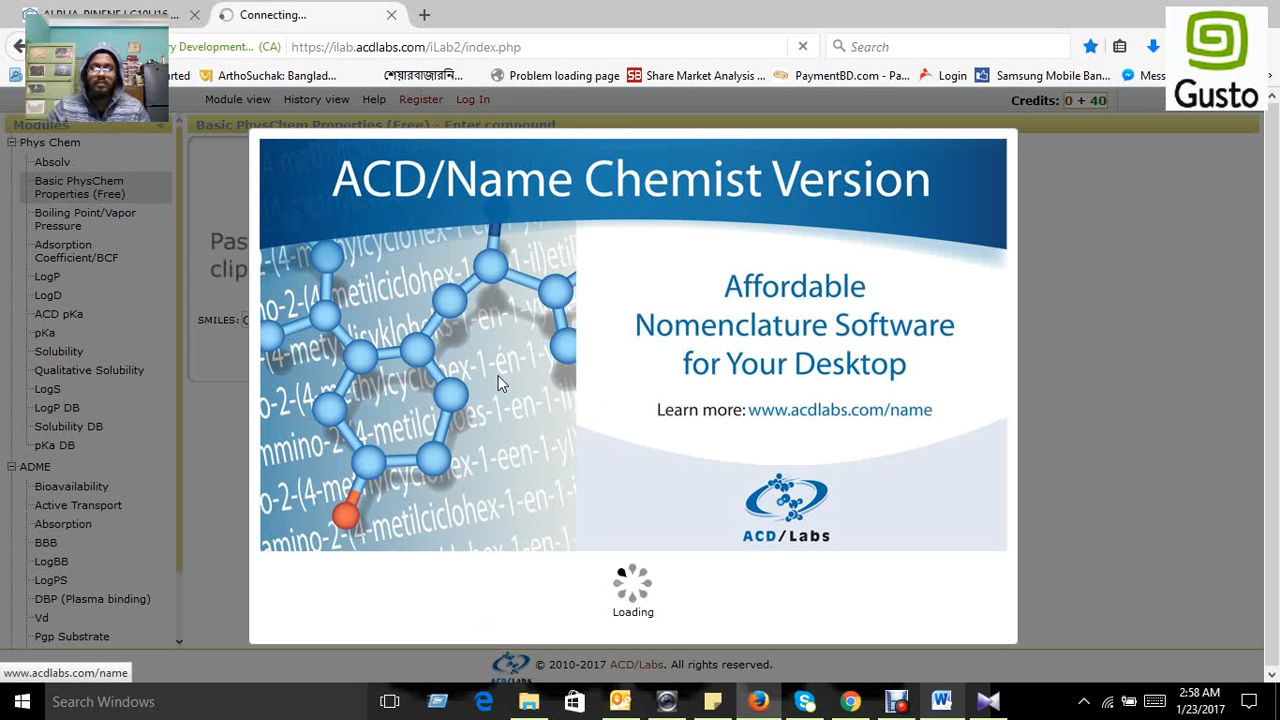 ALPHA-PINENE | C10H16
Connecting...
ry Development... (CA)
https://ilab.acdlabs.com/iLab2/index.php
Search
arted
ArthoSuchak: Banglad...
শেয়ারবাজারনি...
Problem loading page
Share Market Analysis ...
PaymentBD.com - Pa...
Login
Samsung Mobile Ban...
Mess
Gusto
Module view
History view
Help
Register
Log In
Credits: 0 + 40
Modules
Basic PhysChem Properties (Free) - Enter compound
Phys Chem
Absolv
Basic PhysChem
Properties (Free)
Boiling Point/Vapor
Pressure
Adsorption
Coefficient/BCF
LogP
LogD
ACD pKa
pKa
Solubility
Qualitative Solubility
LogS
LogP DB
Solubility DB
pKa DB
ADME
Bioavailability
Active Transport
Absorption
BBB
LogBB
LogPS
DBP (Plasma binding)
Vd
Pgp Substrate
Pas
clip
SMILES: C
ACD/Name Chemist Version
Affordable
Nomenclature Software
for Your Desktop
Learn more: www.acdlabs.com/name
ACD/Labs
Loading
www.acdlabs.com/name
© 2010-2017 ACD/Labs. All rights reserved.
Search Windows
2:58 AM
1/23/2017